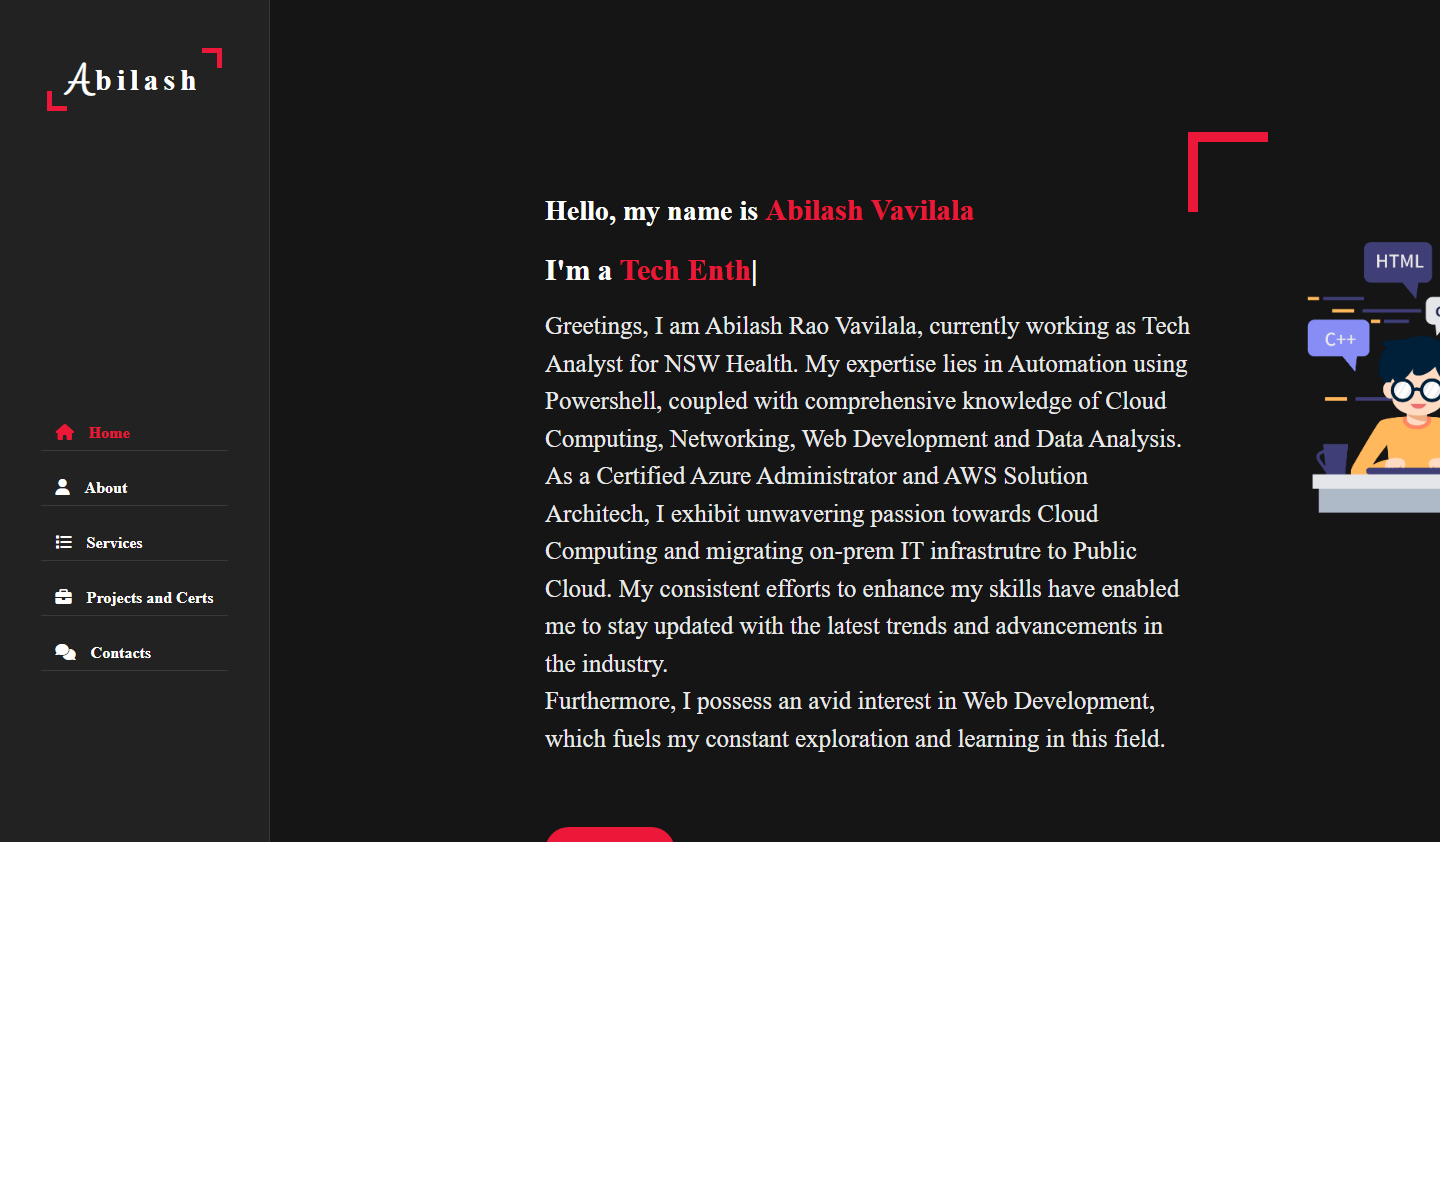 Abilash
Home
About
Services
Projects and Certs
Contacts
Hello, my name is Abilash Vavilala
I'm a Tech Enth|
Greetings, I am Abilash Rao Vavilala, currently working as Tech
Analyst for NSW Health. My expertise lies in Automation using
Powershell, coupled with comprehensive knowledge of Cloud
Computing, Networking, Web Development and Data Analysis.
As a Certified Azure Administrator and AWS Solution
Architech, I exhibit unwavering passion towards Cloud
Computing and migrating on-prem IT infrastrutre to Public
Cloud. My consistent efforts to enhance my skills have enabled
me to stay updated with the latest trends and advancements in
the industry.
Furthermore, I possess an avid interest in Web Development,
which fuels my constant exploration and learning in this field.
HTML
C++